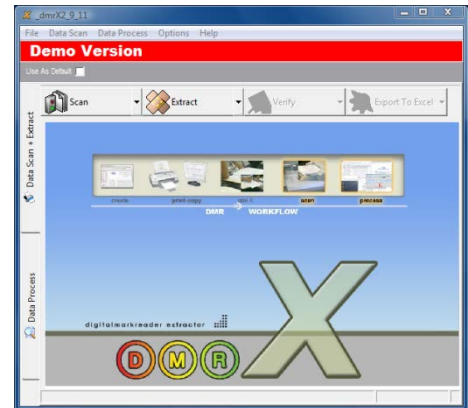 _dmrX2_9_11
File Data Scan Data Process Options Help
Demo Version
Use As Default
Scan Extract Verify Export To Excel
Data Scan + Extract
Data Process
create print-copy scan process
DMR WORKFLOW
digitalmarkreader extractor
X
D M R